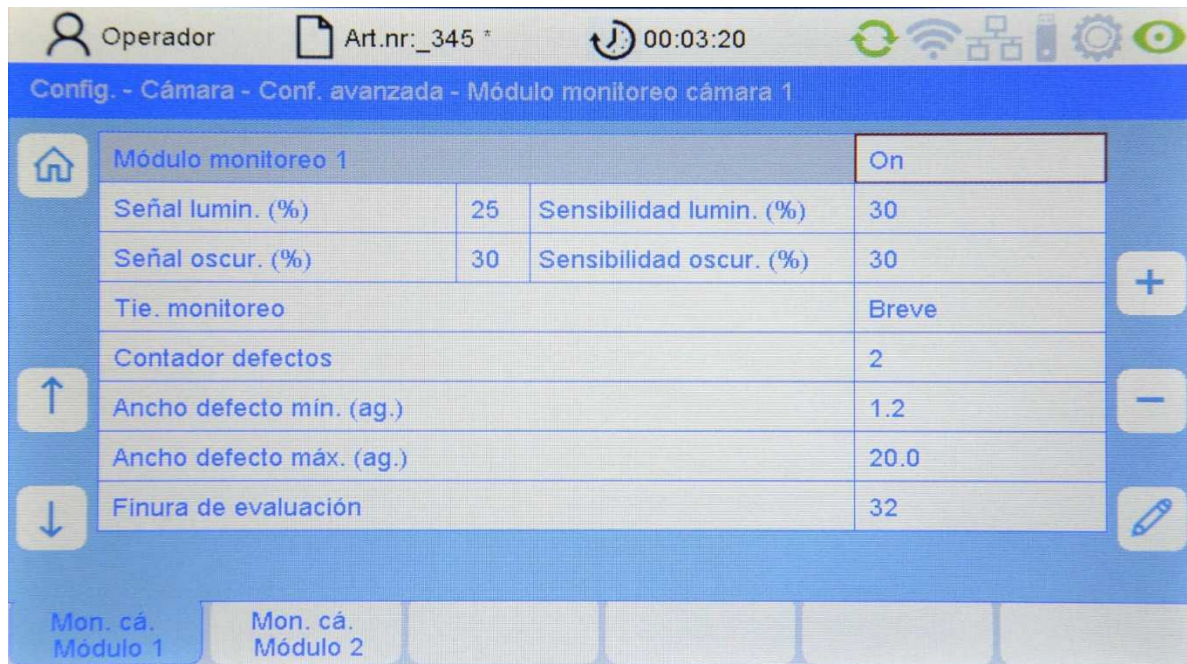 Operador Art.nr:_345 * 00:03:20
Config. - Cámara - Conf. avanzada - Módulo monitoreo cámara 1
Módulo monitoreo 1 On
Señal lumin. (%) 25 Sensibilidad lumin. (%) 30
Señal oscur. (%) 30 Sensibilidad oscur. (%) 30
Tie. monitoreo Breve
Contador defectos 2
Ancho defecto mín. (ag.) 1.2
Ancho defecto máx. (ag.) 20.0
Finura de evaluación 32
Mon. cá. Mon. cá.
Módulo 1 Módulo 2